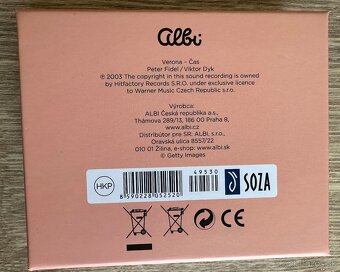 albi
Verona - Čas
Peter Fidel / Viktor Dyk
℗ 2003 The copyright in this sound recording is owned
by Hitfactory Records S.R.O. under exclusive licence
to Warner Music Czech Republic s.r.o.
Výrobca:
ALBI Česká republika a.s.,
Thámova 289/13, 186 00 Praha 8,
www.albi.cz
Distribútor pre SR: ALBI, s.r.o.
Oravská ulica 8557/22
010 01 Žilina, e-shop: www.albi.sk
© Getty Images
HKP
49530
8590228052520
SOZA
CE